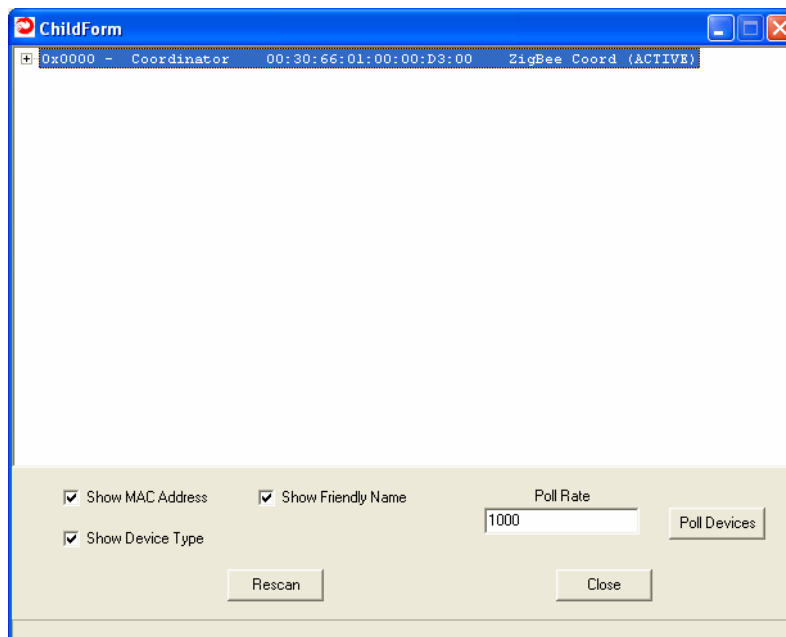 ChildForm
0x0000 - Coordinator 00:30:66:01:00:00:D3:00 ZigBee Coord (ACTIVE)
Show MAC Address Show Friendly Name Poll Rate
1000 Poll Devices
Show Device Type
Rescan Close